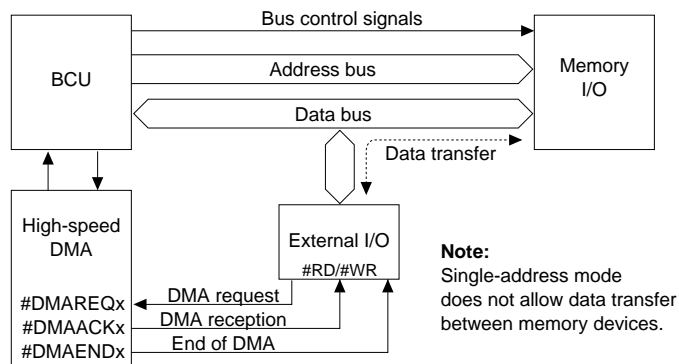 Bus control signals
BCU
Address bus
Memory
I/O
Data bus
Data transfer
High-speed
DMA
External I/O
#RD/#WR
#DMAREQx
DMA request
#DMAACKx
DMA reception
#DMAENDx
End of DMA
Note:
Single-address mode
does not allow data transfer
between memory devices.